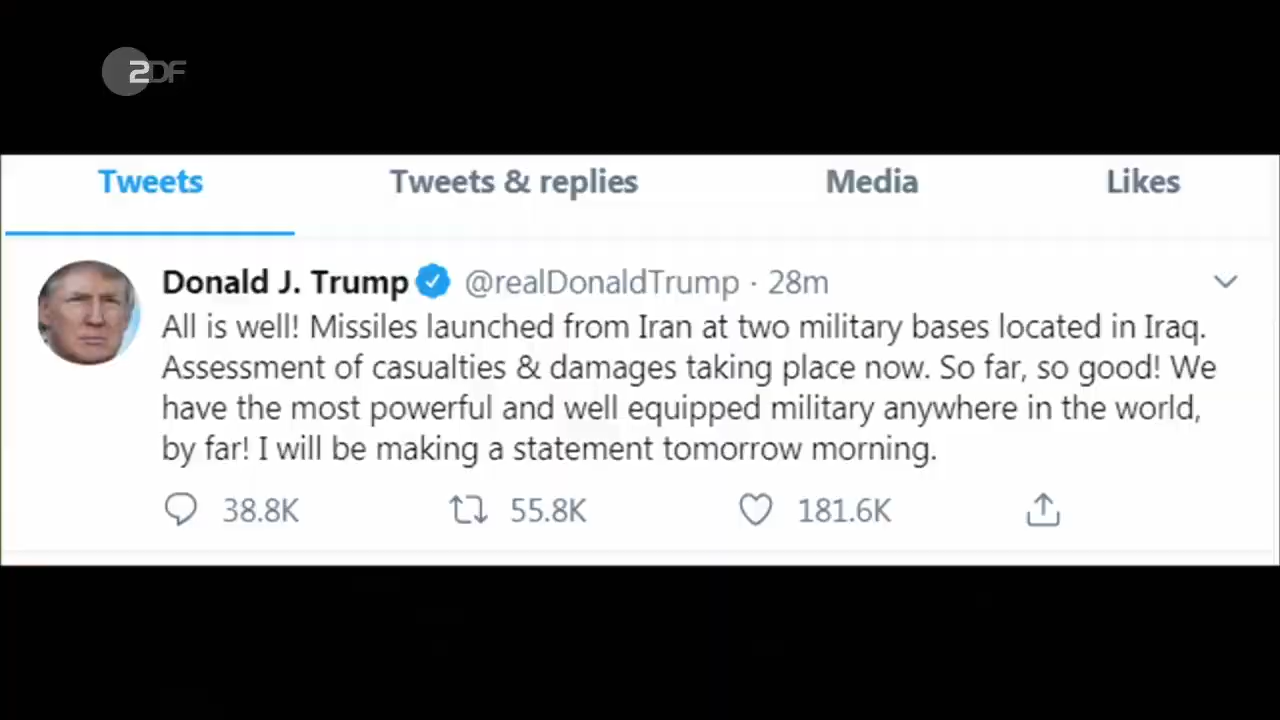 ZDF
Tweets
Tweets & replies
Media
Likes
Donald J. Trump @realDonaldTrump · 28m
All is well! Missiles launched from Iran at two military bases located in Iraq.
Assessment of casualties & damages taking place now. So far, so good! We
have the most powerful and well equipped military anywhere in the world,
by far! I will be making a statement tomorrow morning.
38.8K
55.8K
181.6K